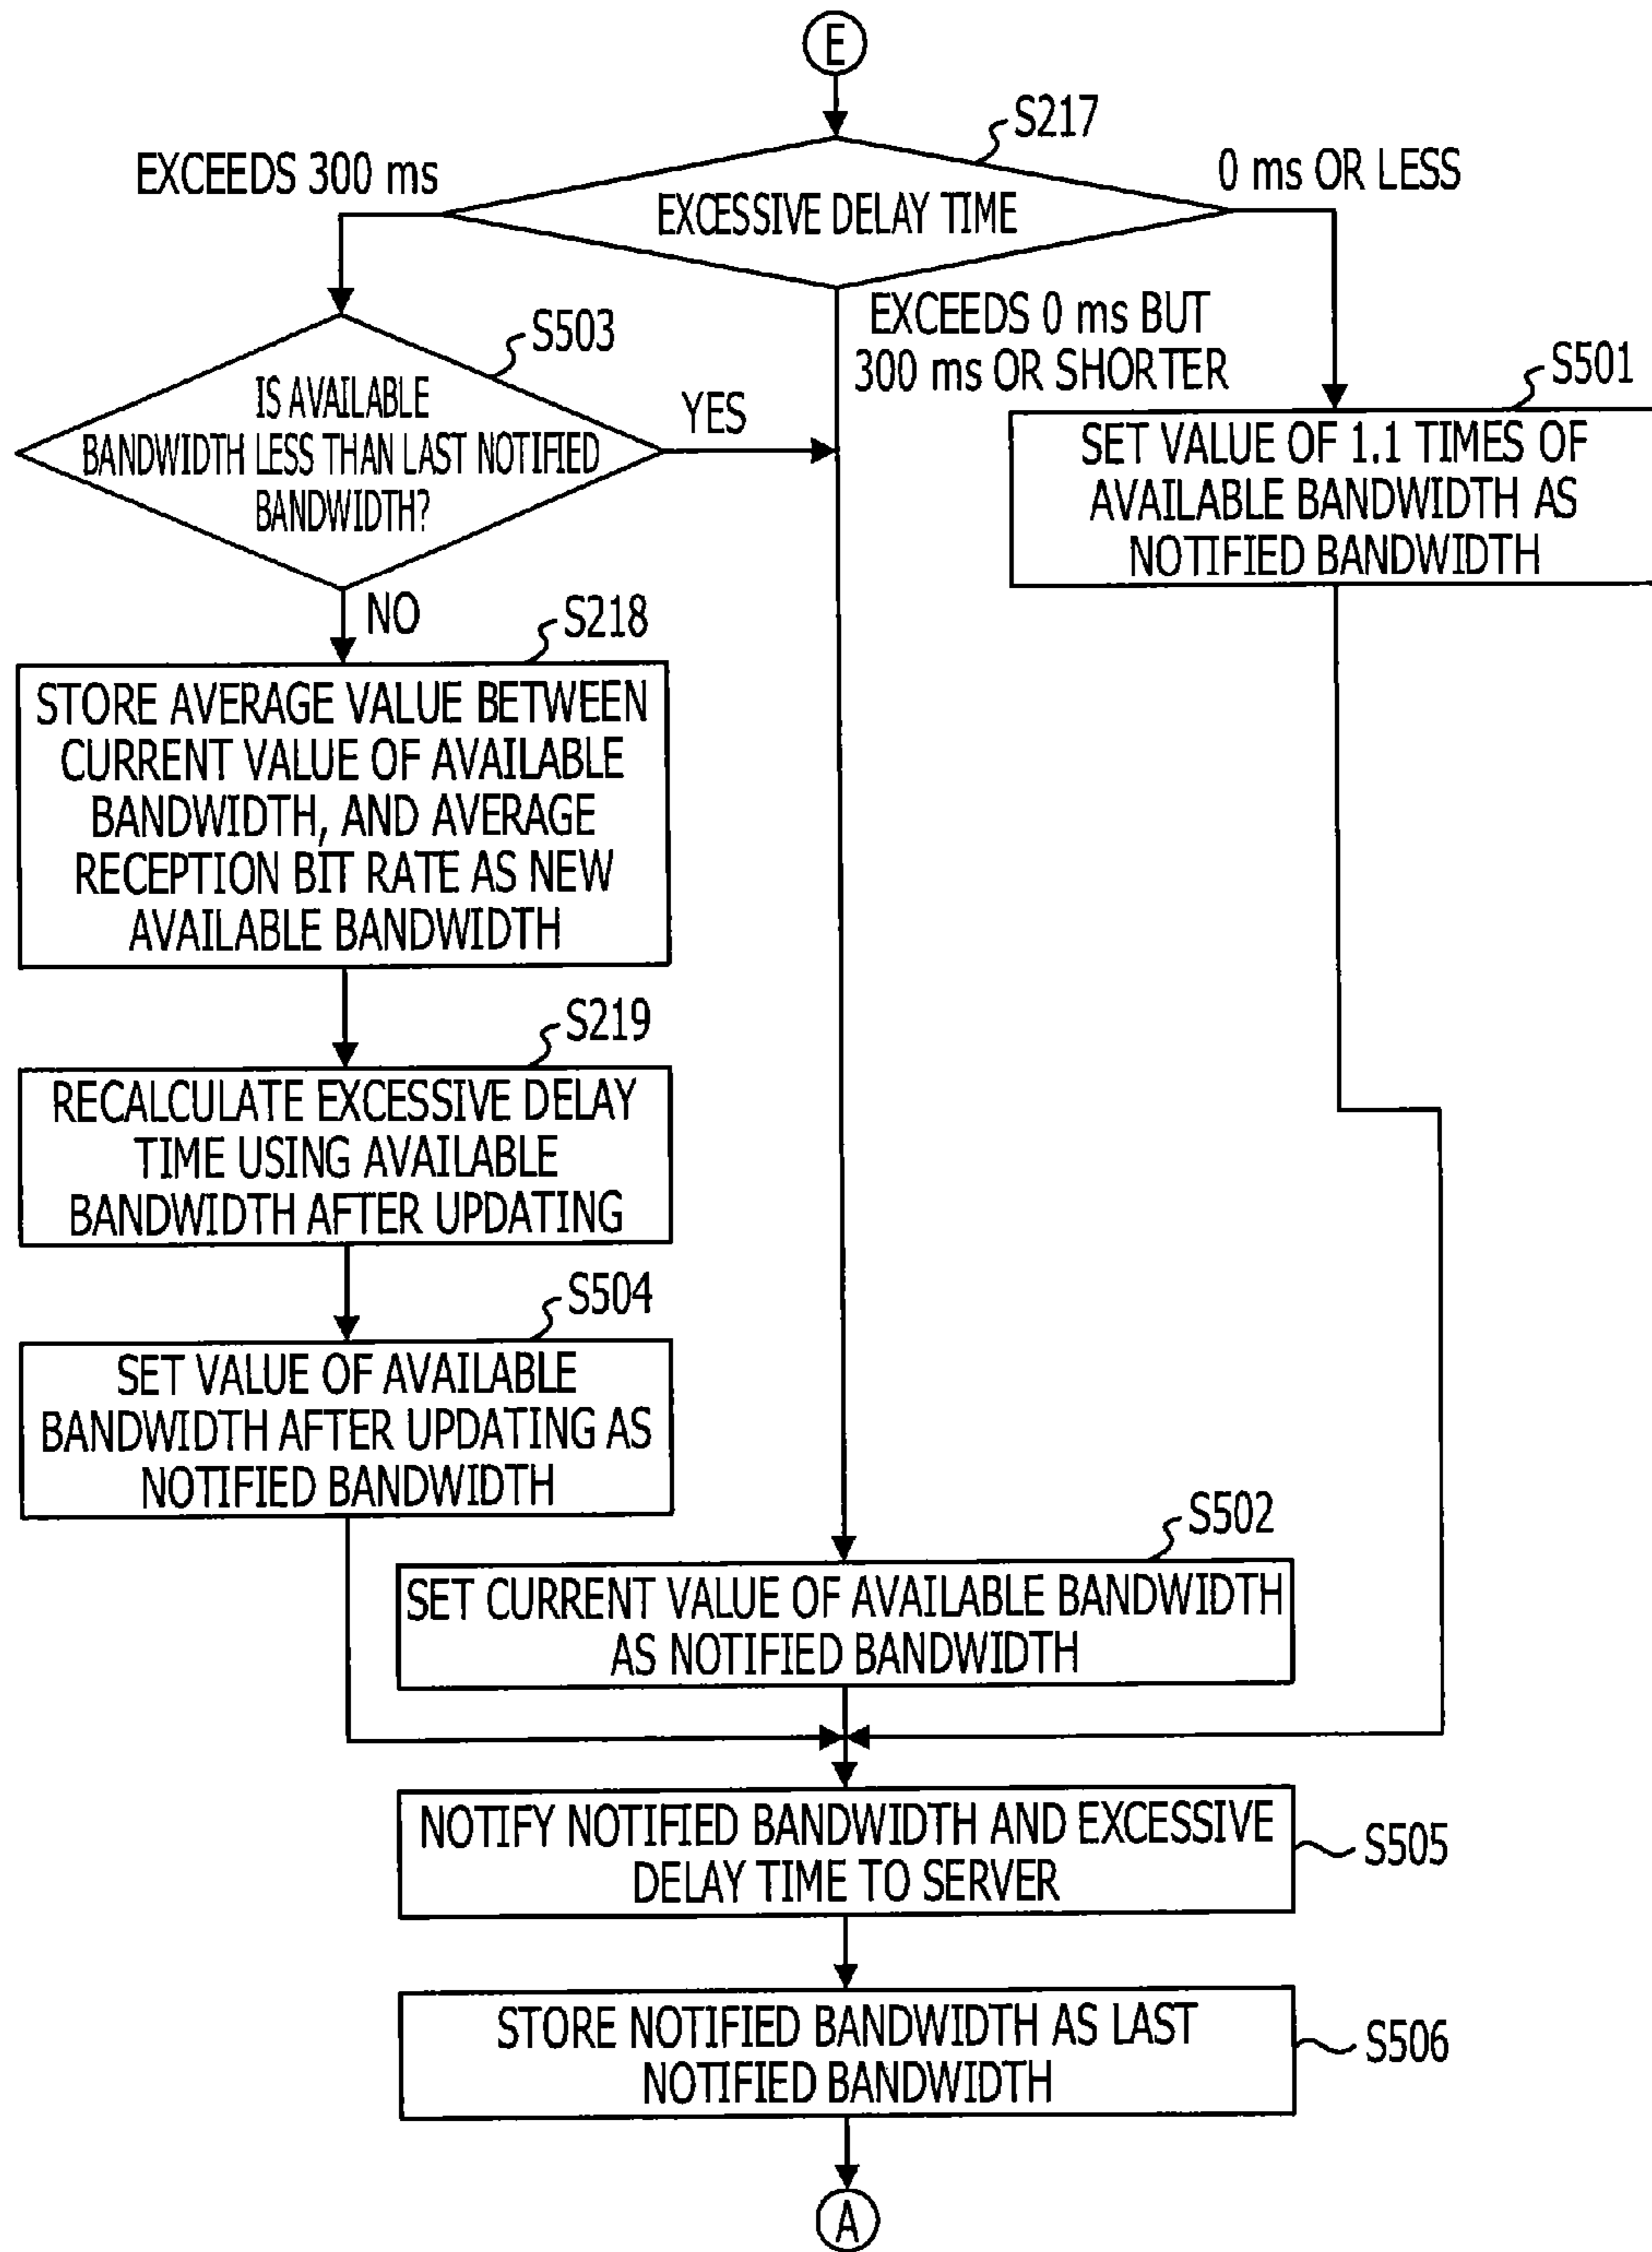 E
S217
EXCEEDS 300 ms
0 ms OR LESS
EXCESSIVE DELAY TIME
EXCEEDS 0 ms BUT
300 ms OR SHORTER
S503
IS AVAILABLE
BANDWIDTH LESS THAN LAST NOTIFIED
BANDWIDTH?
YES
S501
SET VALUE OF 1.1 TIMES OF
AVAILABLE BANDWIDTH AS
NOTIFIED BANDWIDTH
NO
S218
STORE AVERAGE VALUE BETWEEN
CURRENT VALUE OF AVAILABLE
BANDWIDTH, AND AVERAGE
RECEPTION BIT RATE AS NEW
AVAILABLE BANDWIDTH
S219
RECALCULATE EXCESSIVE DELAY
TIME USING AVAILABLE
BANDWIDTH AFTER UPDATING
S504
SET VALUE OF AVAILABLE
BANDWIDTH AFTER UPDATING AS
NOTIFIED BANDWIDTH
S502
SET CURRENT VALUE OF AVAILABLE BANDWIDTH
AS NOTIFIED BANDWIDTH
NOTIFY NOTIFIED BANDWIDTH AND EXCESSIVE
DELAY TIME TO SERVER
S505
STORE NOTIFIED BANDWIDTH AS LAST
NOTIFIED BANDWIDTH
S506
A